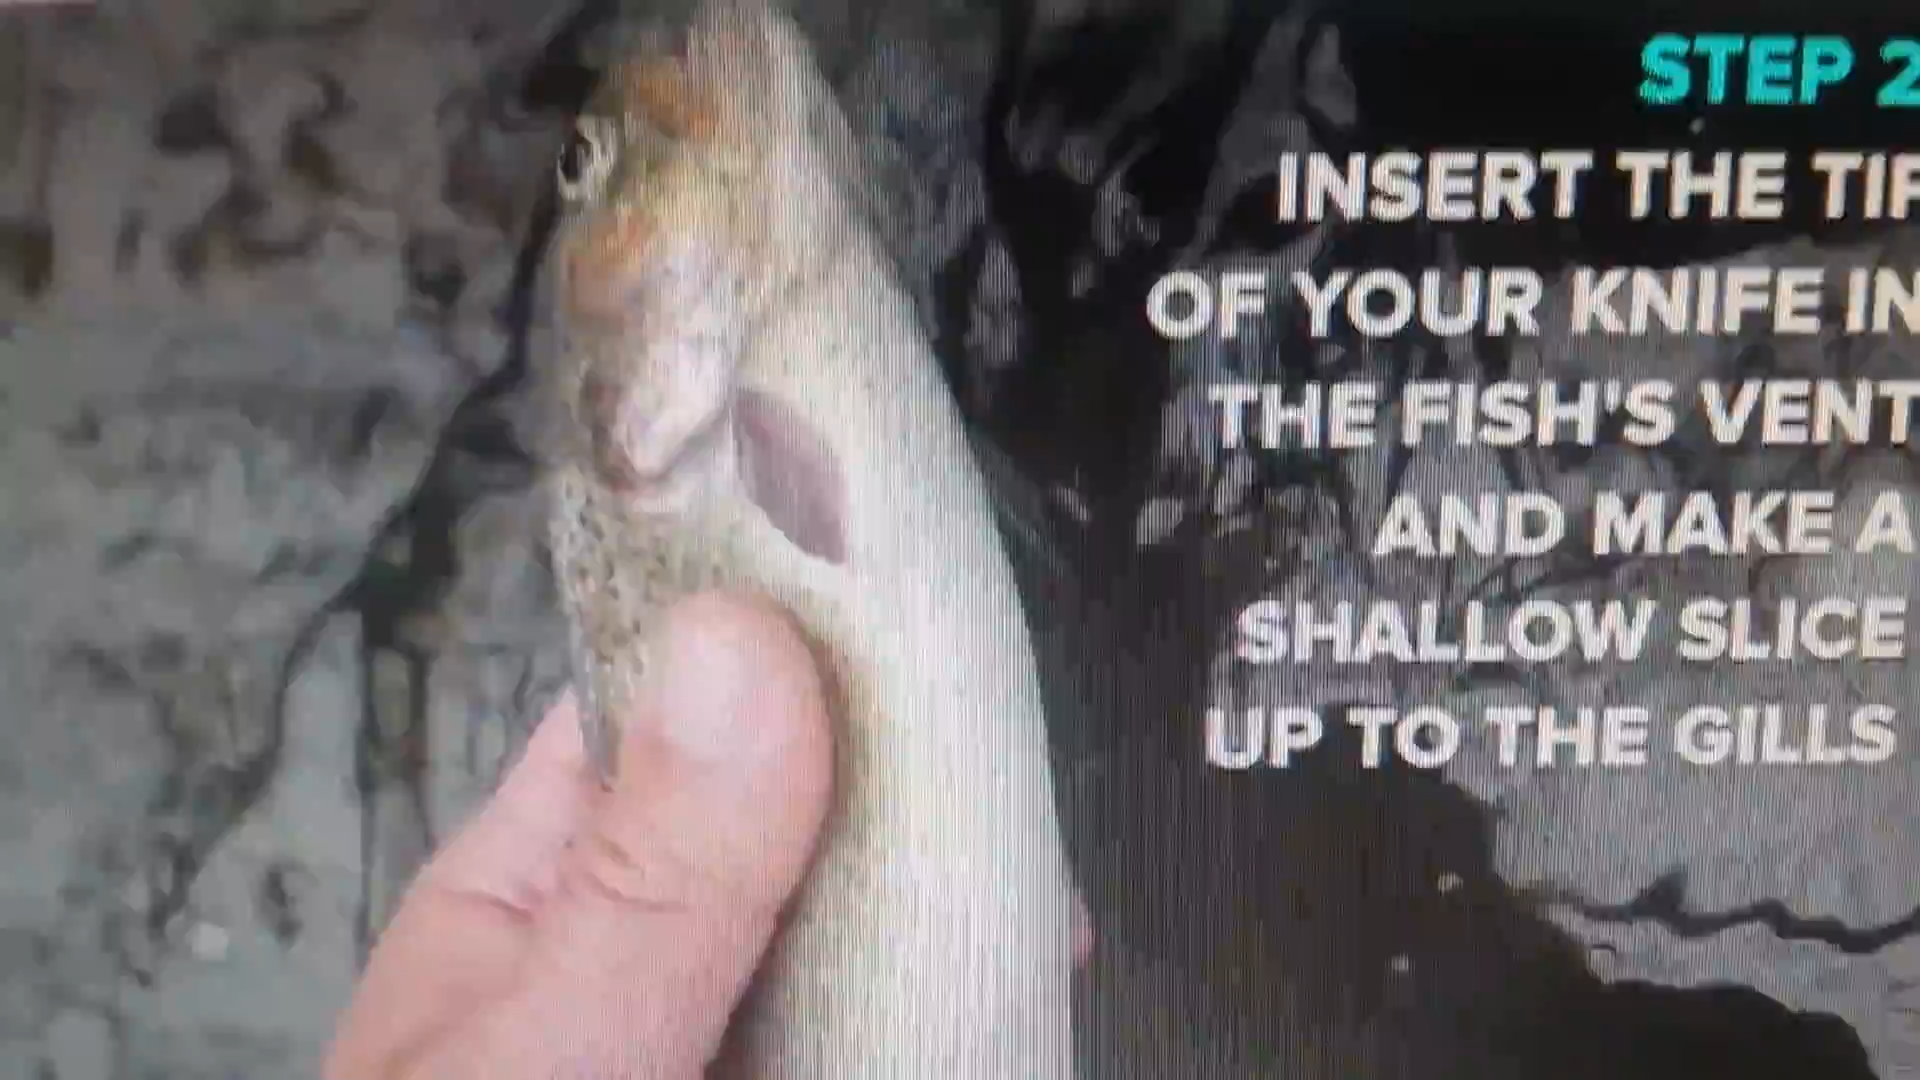 STEP 2
INSERT THE TIP
OF YOUR KNIFE IN
THE FISH'S VENT
AND MAKE A
SHALLOW SLICE
UP TO THE GILLS